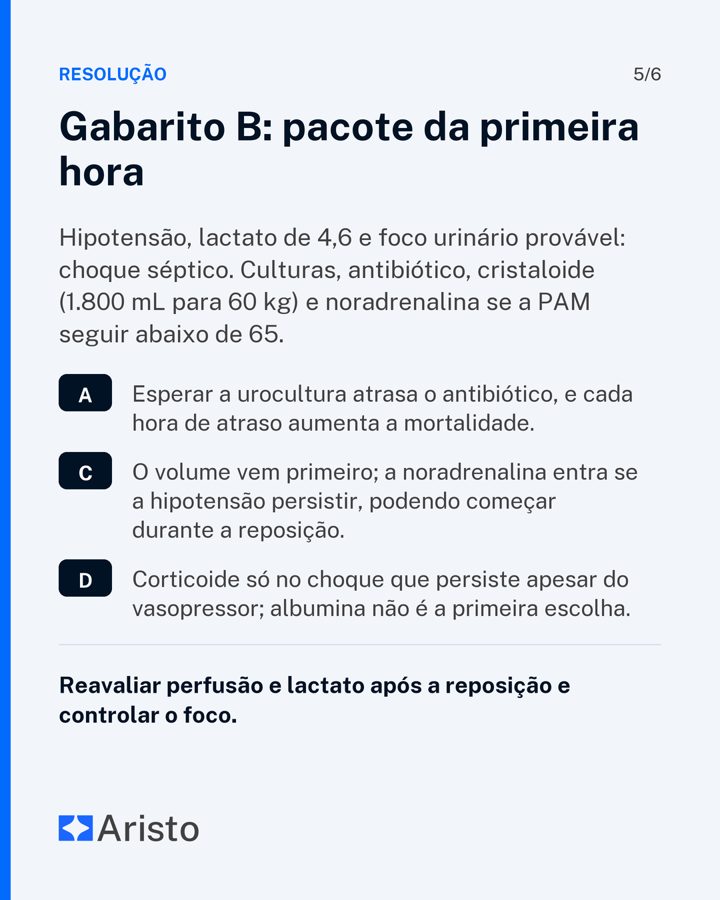 RESOLUÇÃO
5/6
Gabarito B: pacote da primeira
hora
Hipotensão, lactato de 4,6 e foco urinário provável:
choque séptico. Culturas, antibiótico, cristaloide
(1.800 mL para 60 kg) e noradrenalina se a PAM
seguir abaixo de 65.
A
Esperar a urocultura atrasa o antibiótico, e cada
hora de atraso aumenta a mortalidade.
C
O volume vem primeiro; a noradrenalina entra se
a hipotensão persistir, podendo começar
durante a reposição.
D
Corticoide só no choque que persiste apesar do
vasopressor; albumina não é a primeira escolha.
Reavaliar perfusão e lactato após a reposição e
controlar o foco.
Aristo